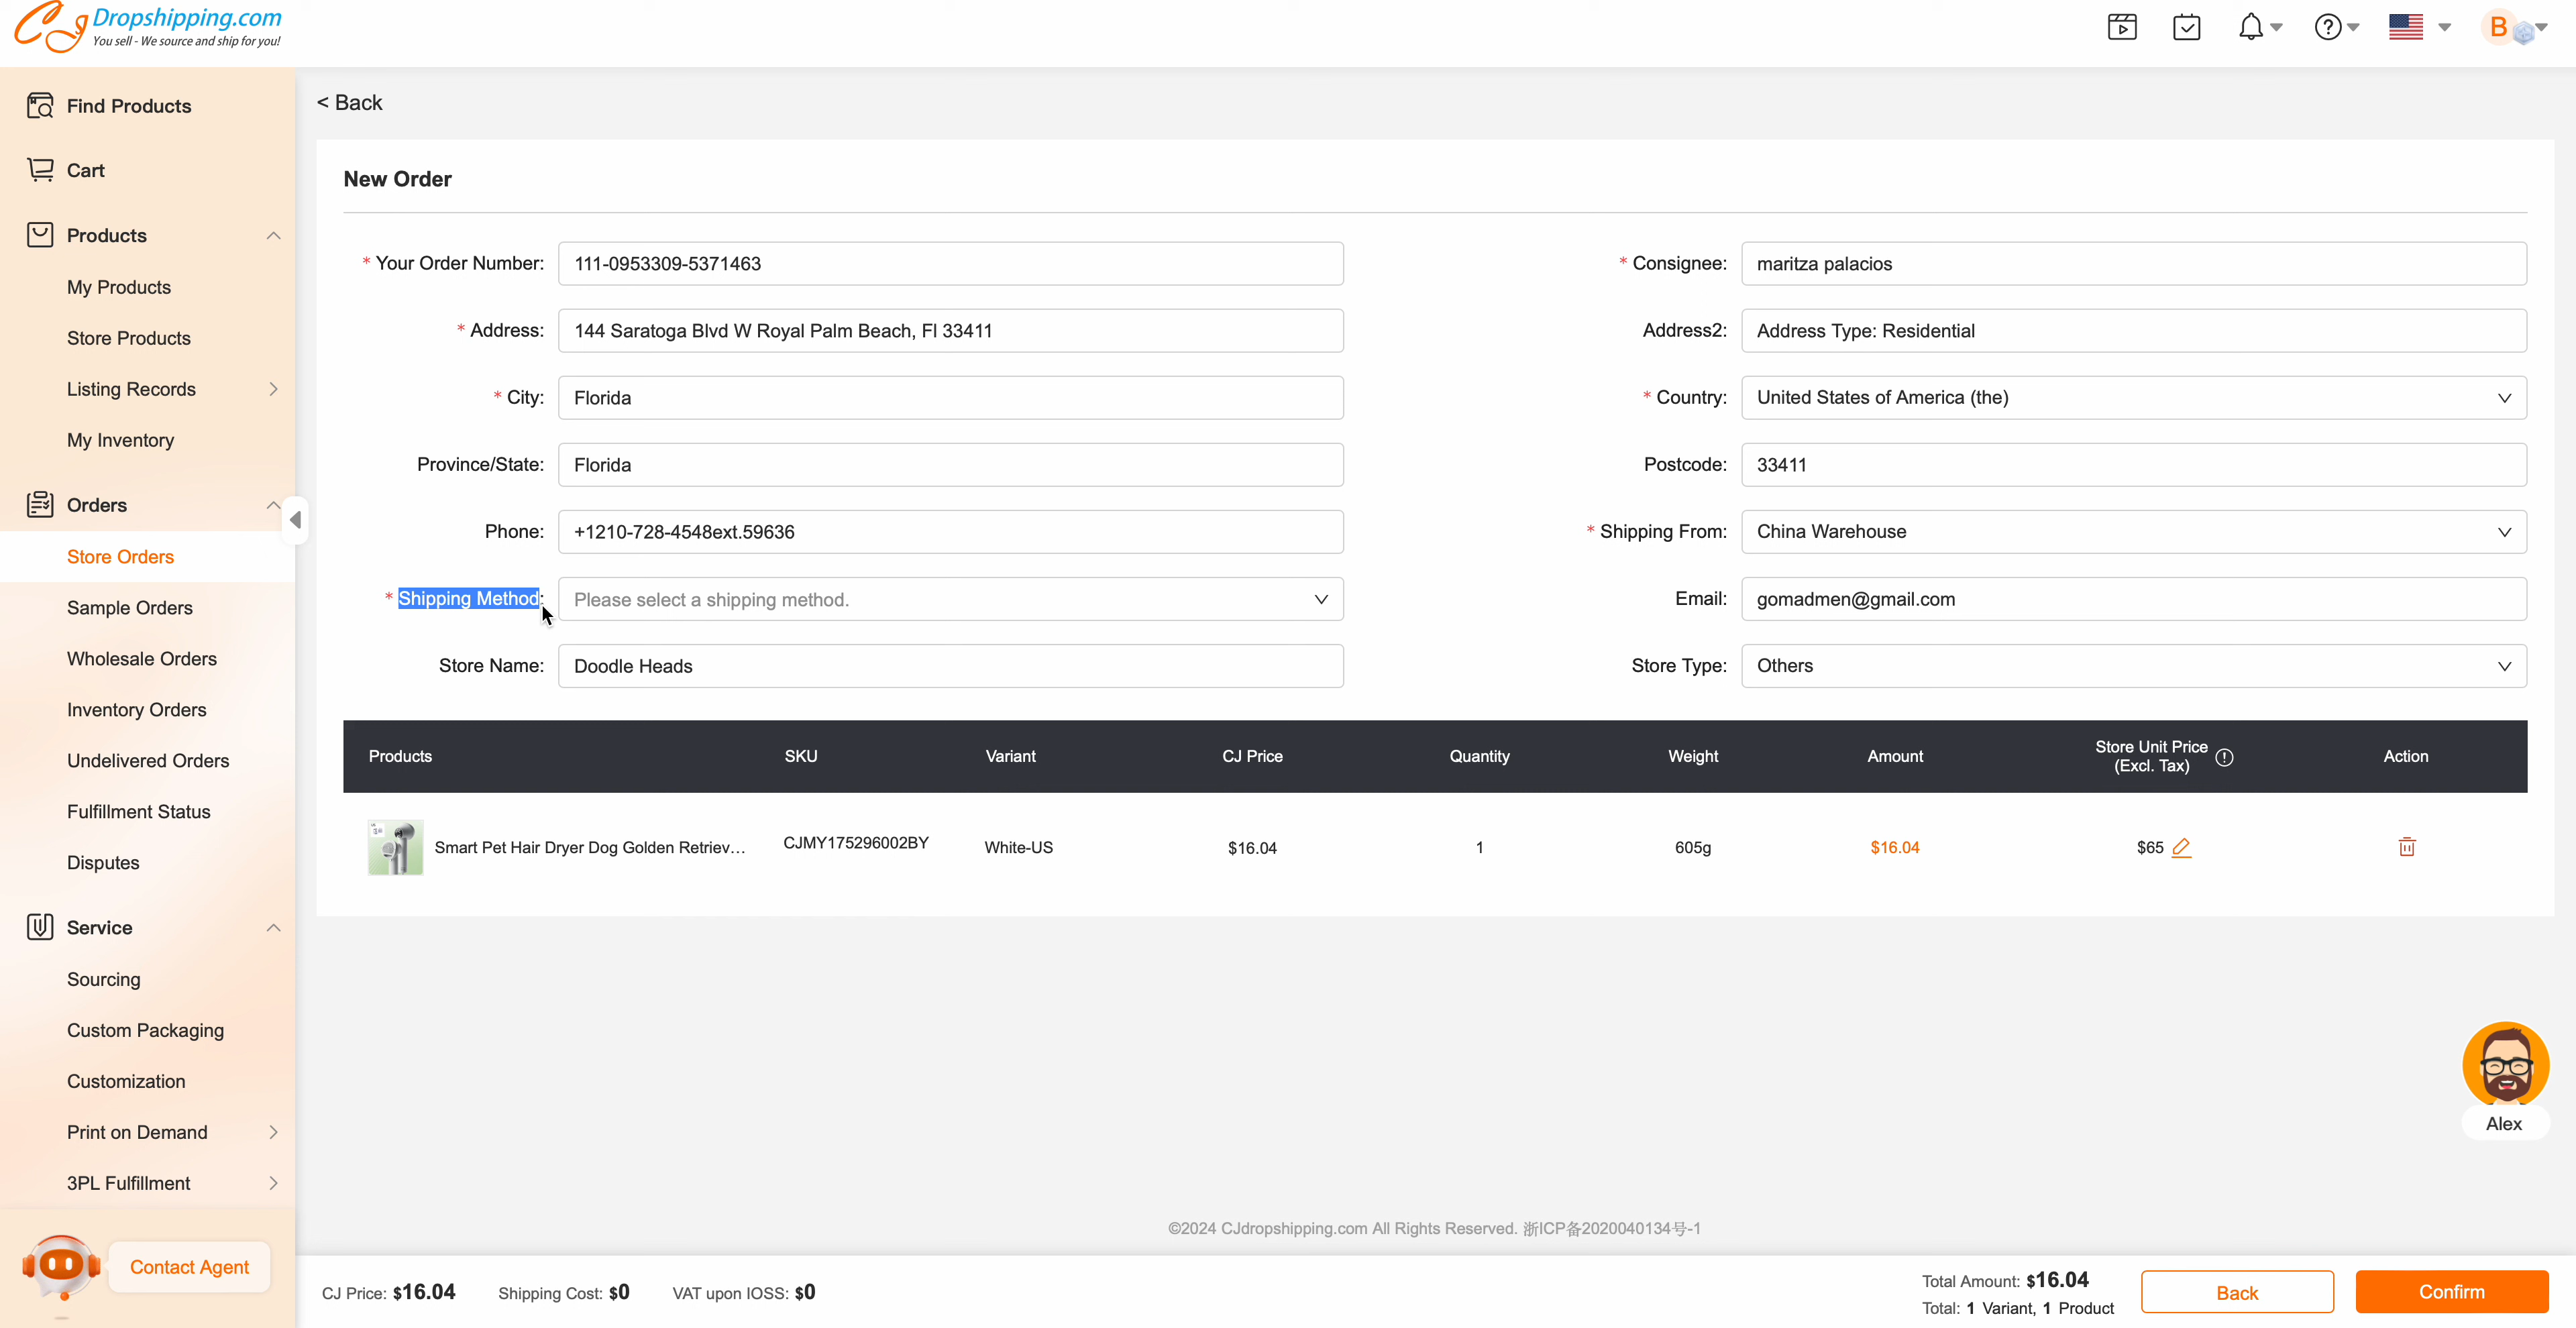 CJ Dropshipping.com
You sell - We source and ship for you!
B
Find Products
Cart
Products
My Products
Store Products
Listing Records
My Inventory
Orders
Store Orders
Sample Orders
Wholesale Orders
Inventory Orders
Undelivered Orders
Fulfillment Status
Disputes
Service
Sourcing
Custom Packaging
Customization
Print on Demand
3PL Fulfillment
Contact Agent
< Back
New Order
* Your Order Number: 111-0953309-5371463
* Consignee: maritza palacios
* Address: 144 Saratoga Blvd W Royal Palm Beach, Fl 33411
Address2: Address Type: Residential
* City: Florida
* Country: United States of America (the)
Province/State: Florida
Postcode: 33411
Phone: +1210-728-4548ext.59636
* Shipping From: China Warehouse
* Shipping Method: Please select a shipping method.
Email: gomadmen@gmail.com
Store Name: Doodle Heads
Store Type: Others
Products SKU Variant CJ Price Quantity Weight Amount Store Unit Price (Excl. Tax) Action
Smart Pet Hair Dryer Dog Golden Retriev... CJMY175296002BY White-US $16.04 1 605g $16.04 $65
Alex
©2024 CJdropshipping.com All Rights Reserved. 浙ICP备2020040134号-1
CJ Price: $16.04 Shipping Cost: $0 VAT upon IOSS: $0
Total Amount: $16.04
Total: 1 Variant, 1 Product
Back
Confirm